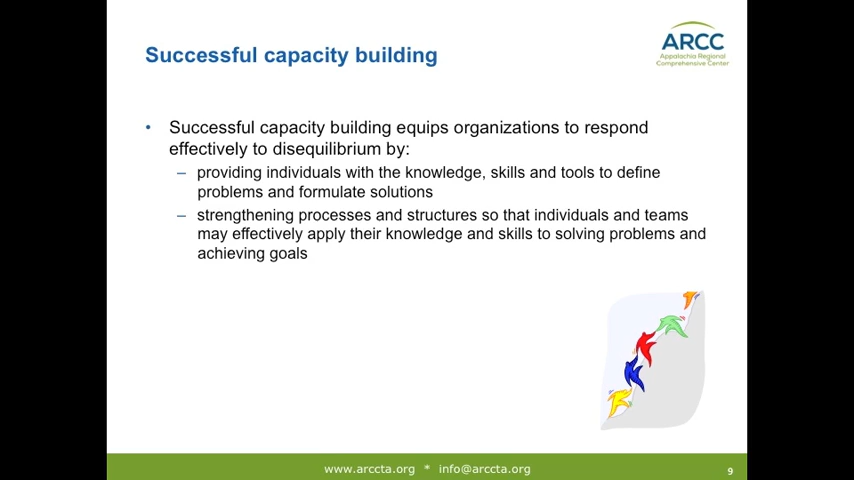 Successful capacity building
ARCC
Appalachia Regional
Comprehensive Center
• Successful capacity building equips organizations to respond
effectively to disequilibrium by:
– providing individuals with the knowledge, skills and tools to define
problems and formulate solutions
– strengthening processes and structures so that individuals and teams
may effectively apply their knowledge and skills to solving problems and
achieving goals
www.arccta.org * info@arccta.org
9